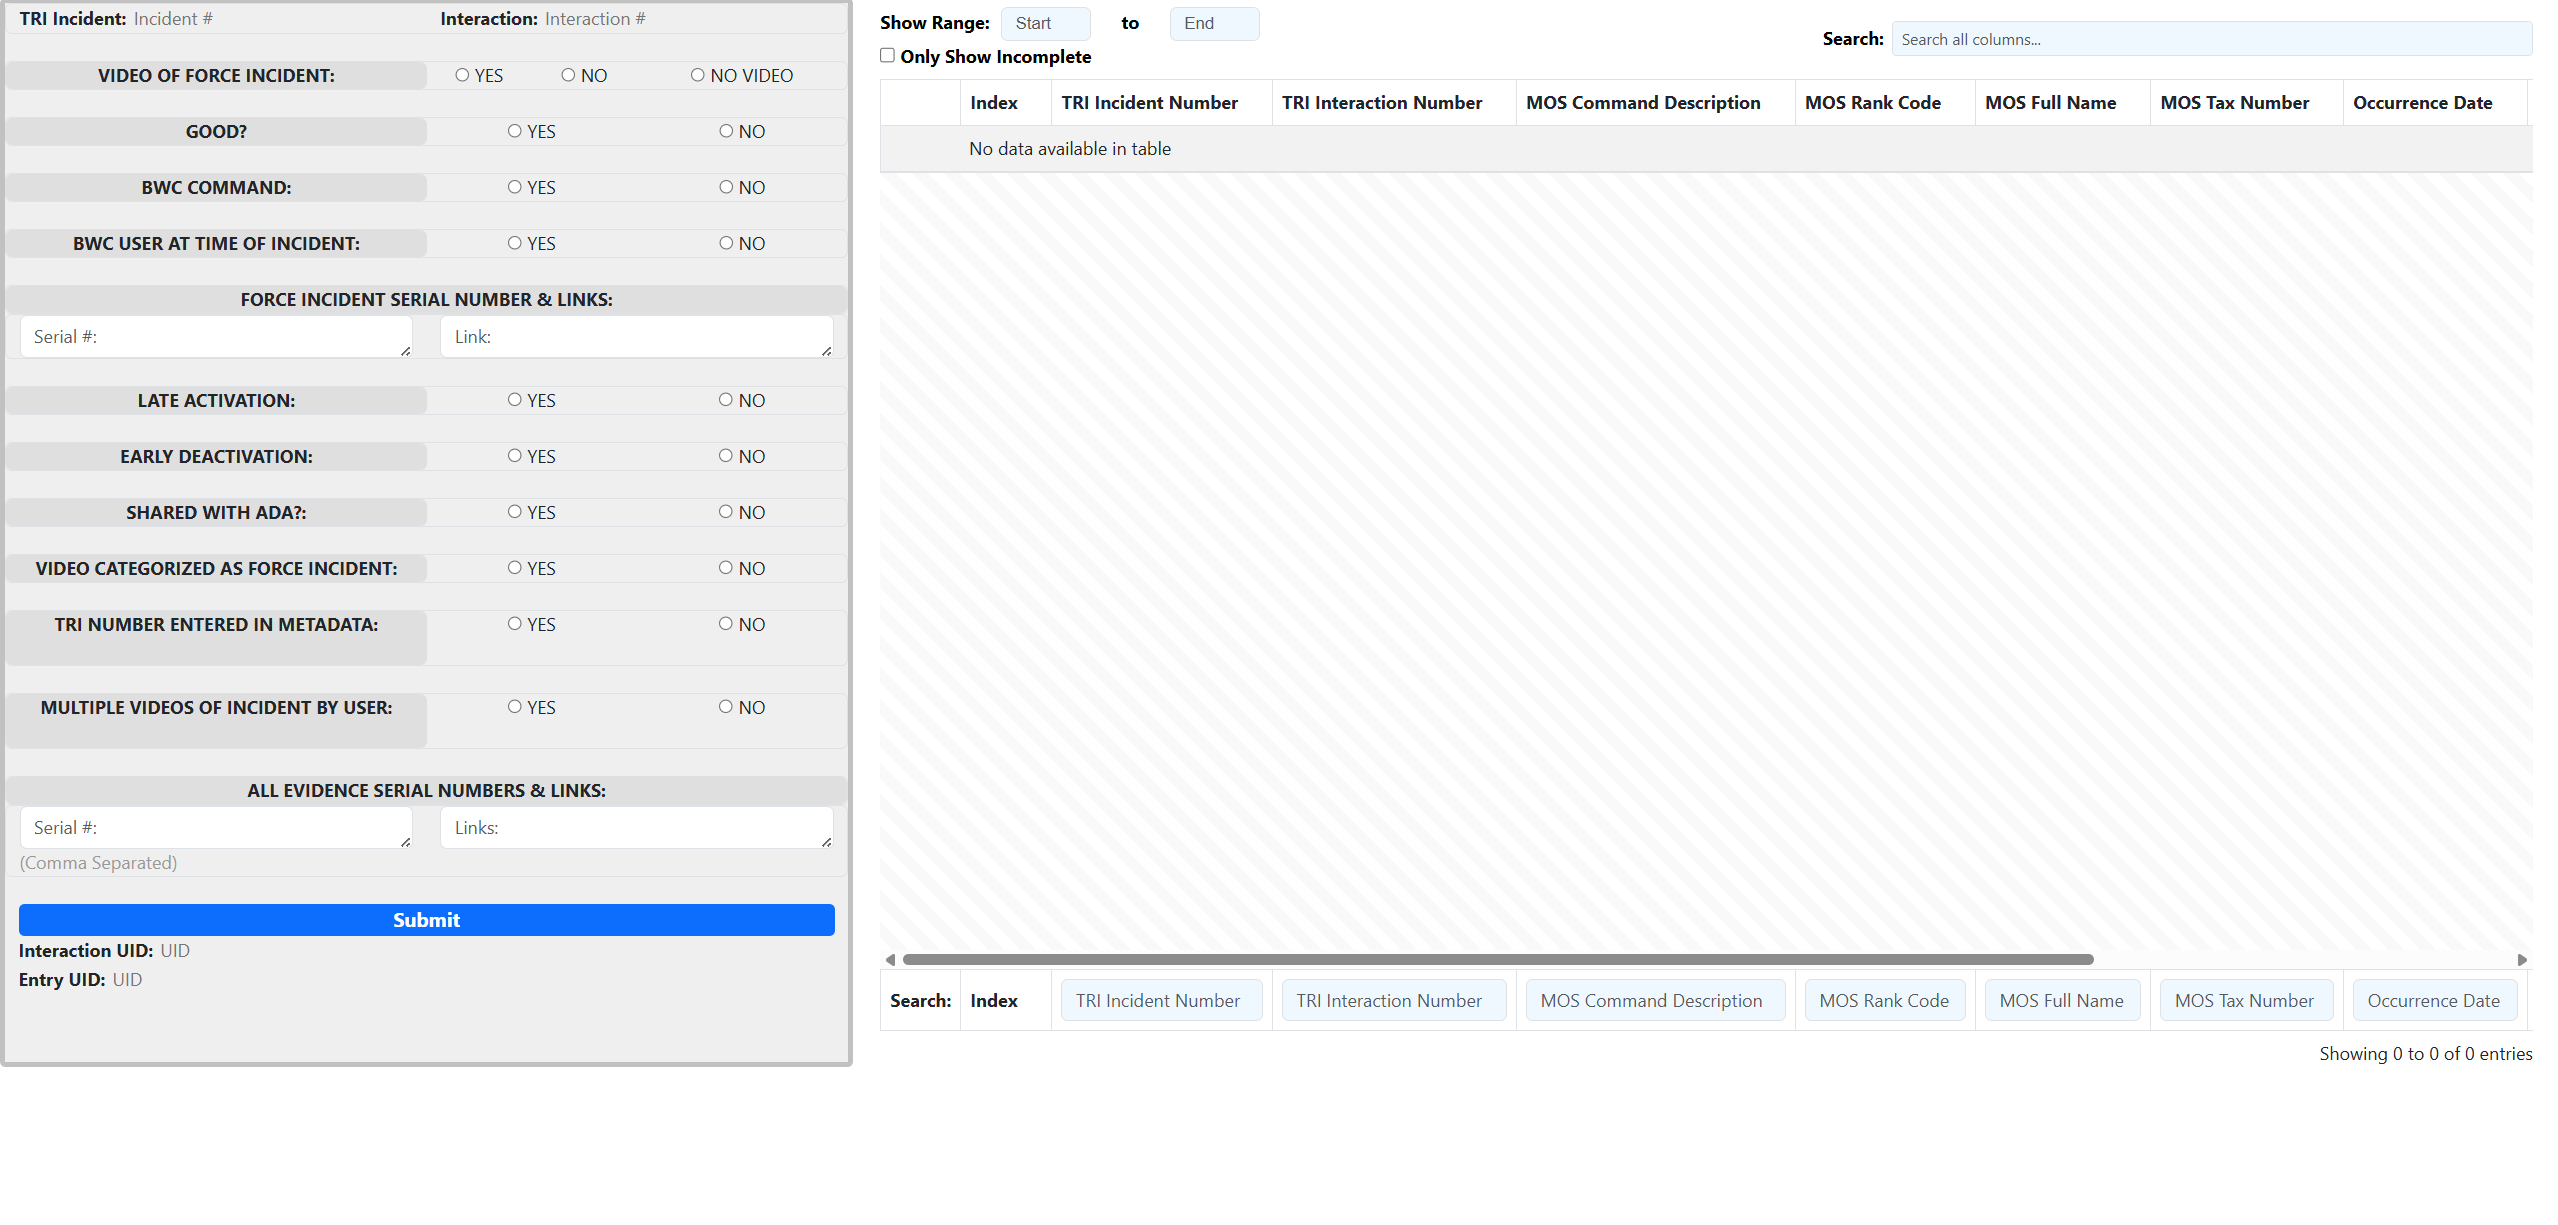 TRI Incident: Incident # Interaction: Interaction #
VIDEO OF FORCE INCIDENT: YES NO NO VIDEO
GOOD? YES NO
BWC COMMAND: YES NO
BWC USER AT TIME OF INCIDENT: YES NO
FORCE INCIDENT SERIAL NUMBER & LINKS:
Serial #: Link:
LATE ACTIVATION: YES NO
EARLY DEACTIVATION: YES NO
SHARED WITH ADA?: YES NO
VIDEO CATEGORIZED AS FORCE INCIDENT: YES NO
TRI NUMBER ENTERED IN METADATA: YES NO
MULTIPLE VIDEOS OF INCIDENT BY USER: YES NO
ALL EVIDENCE SERIAL NUMBERS & LINKS:
Serial #: Links:
(Comma Separated)
Submit
Interaction UID: UID
Entry UID: UID
Show Range: Start to End
Only Show Incomplete
Search: Search all columns...
Index TRI Incident Number TRI Interaction Number MOS Command Description MOS Rank Code MOS Full Name MOS Tax Number Occurrence Date
No data available in table
Search: Index TRI Incident Number TRI Interaction Number MOS Command Description MOS Rank Code MOS Full Name MOS Tax Number Occurrence Date
Showing 0 to 0 of 0 entries